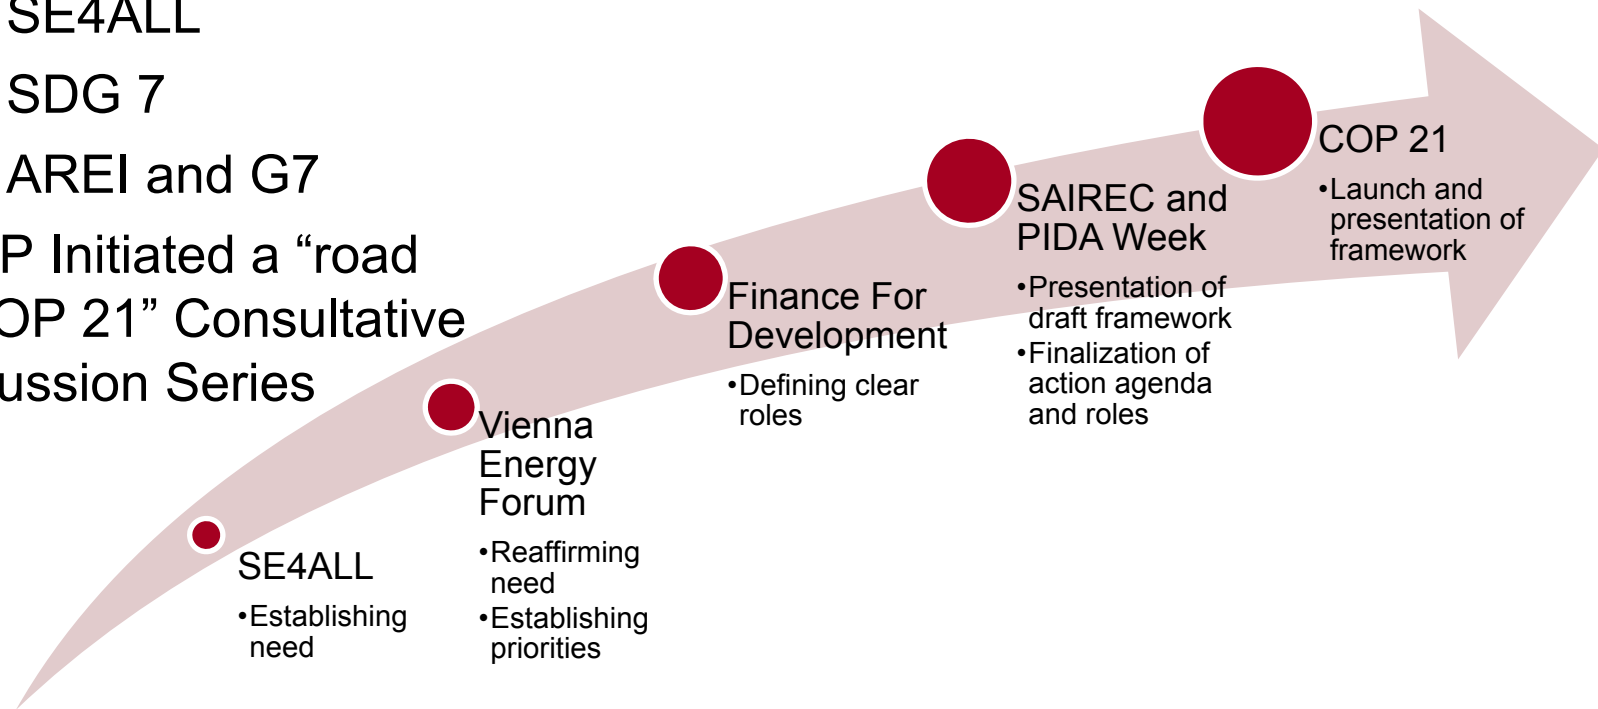 SE4ALL
SDG 7
AREI and G7
P Initiated a “road
OP 21” Consultative
ussion Series
SE4ALL
•Establishing
need
Vienna
Energy
Forum
•Reaffirming
need
•Establishing
priorities
Finance For
Development
•Defining clear
roles
SAIREC and
PIDA Week
•Presentation of
draft framework
•Finalization of
action agenda
and roles
COP 21
•Launch and
presentation of
framework